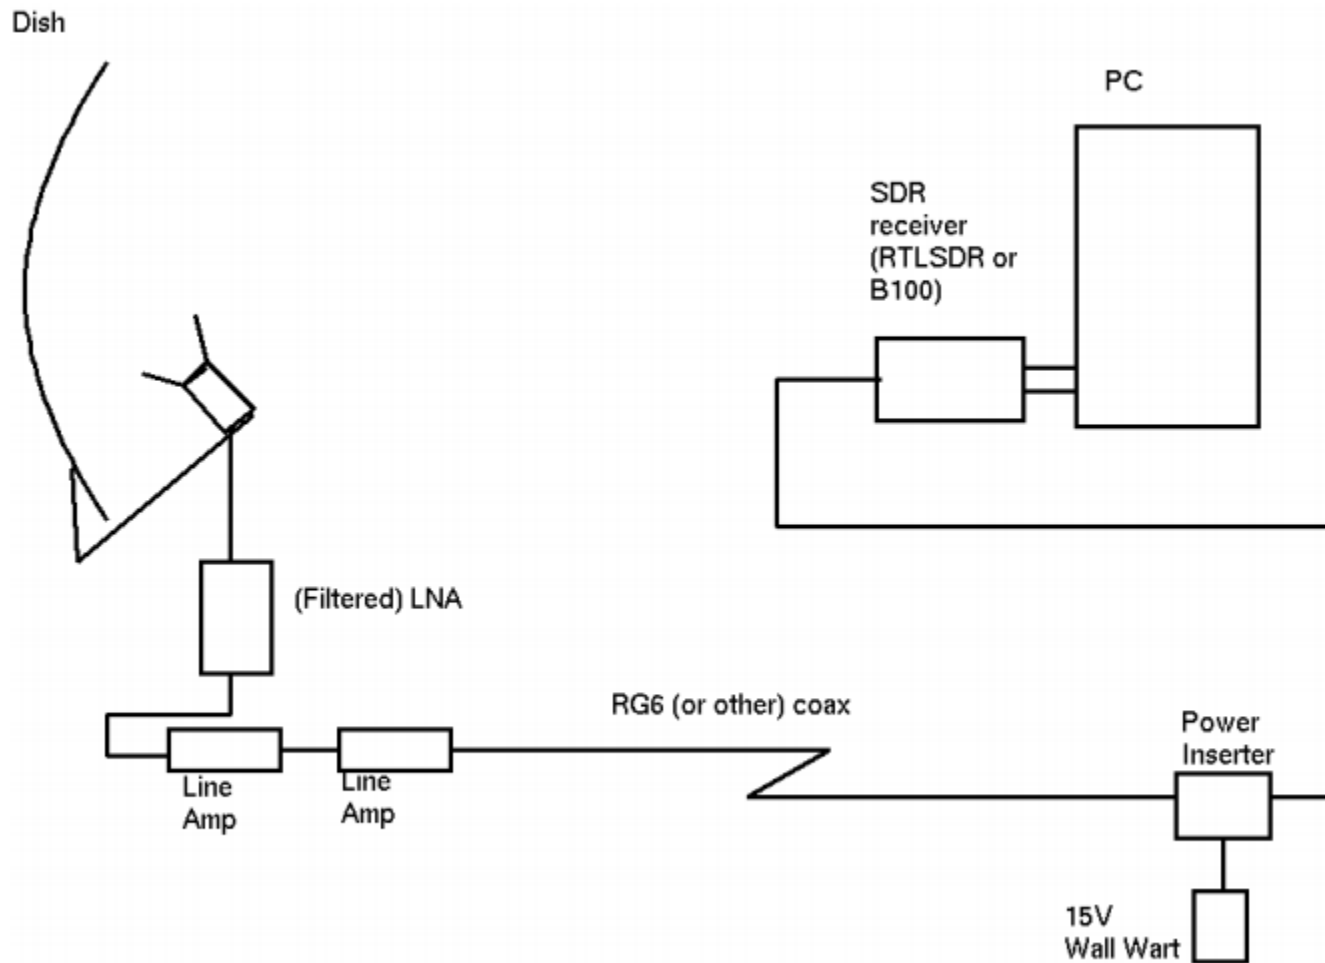 Dish
PC
SDR
receiver
(RTLSDR or
B100)
(Filtered) LNA
RG6 (or other) coax
Power
Inserter
Line
Amp
Line
Amp
15V
Wall Wart